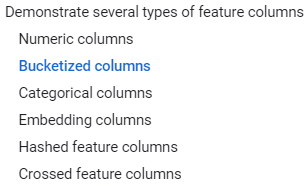 Demonstrate several types of feature columns
Numeric columns
Bucketized columns
Categorical columns
Embedding columns
Hashed feature columns
Crossed feature columns